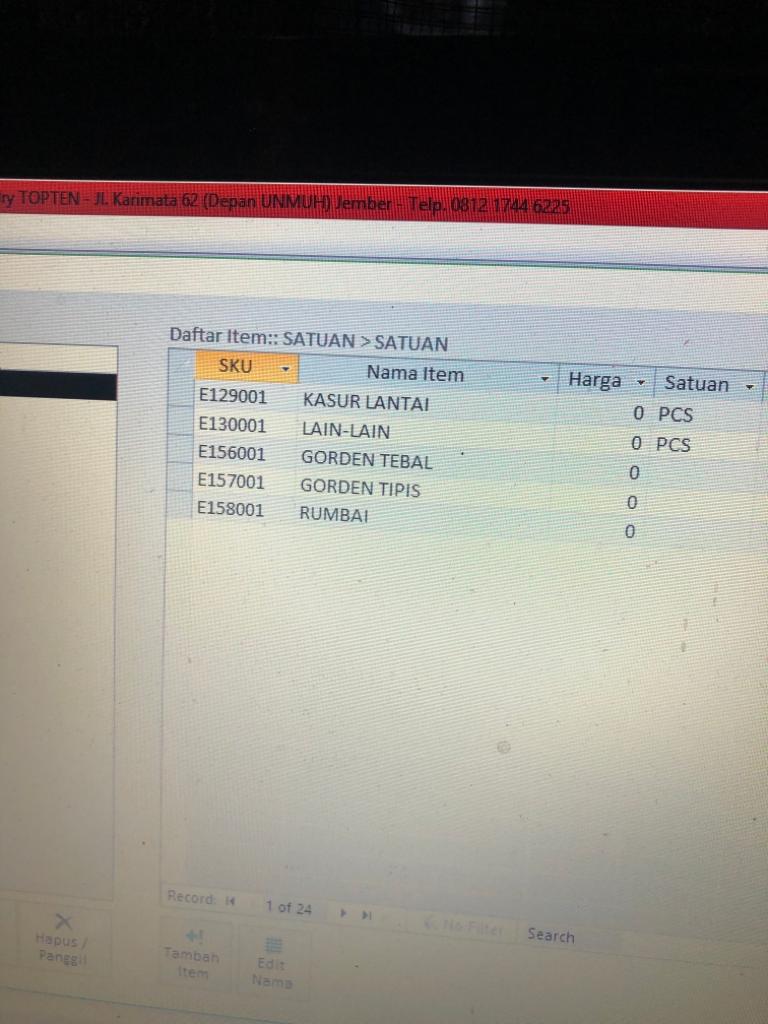 ry TOPTEN - Jl. Karimata 62 (Depan UNMUH) Jember - Telp. 0812 1744 6225
Daftar Item:: SATUAN > SATUAN
SKU Nama Item Harga Satuan
E129001 KASUR LANTAI 0 PCS
E130001 LAIN-LAIN 0 PCS
E156001 GORDEN TEBAL 0
E157001 GORDEN TIPIS 0
E158001 RUMBAI 0
Record: 1 of 24 No Filter Search
Hapus / Panggil
Tambah Item
Edit Nama